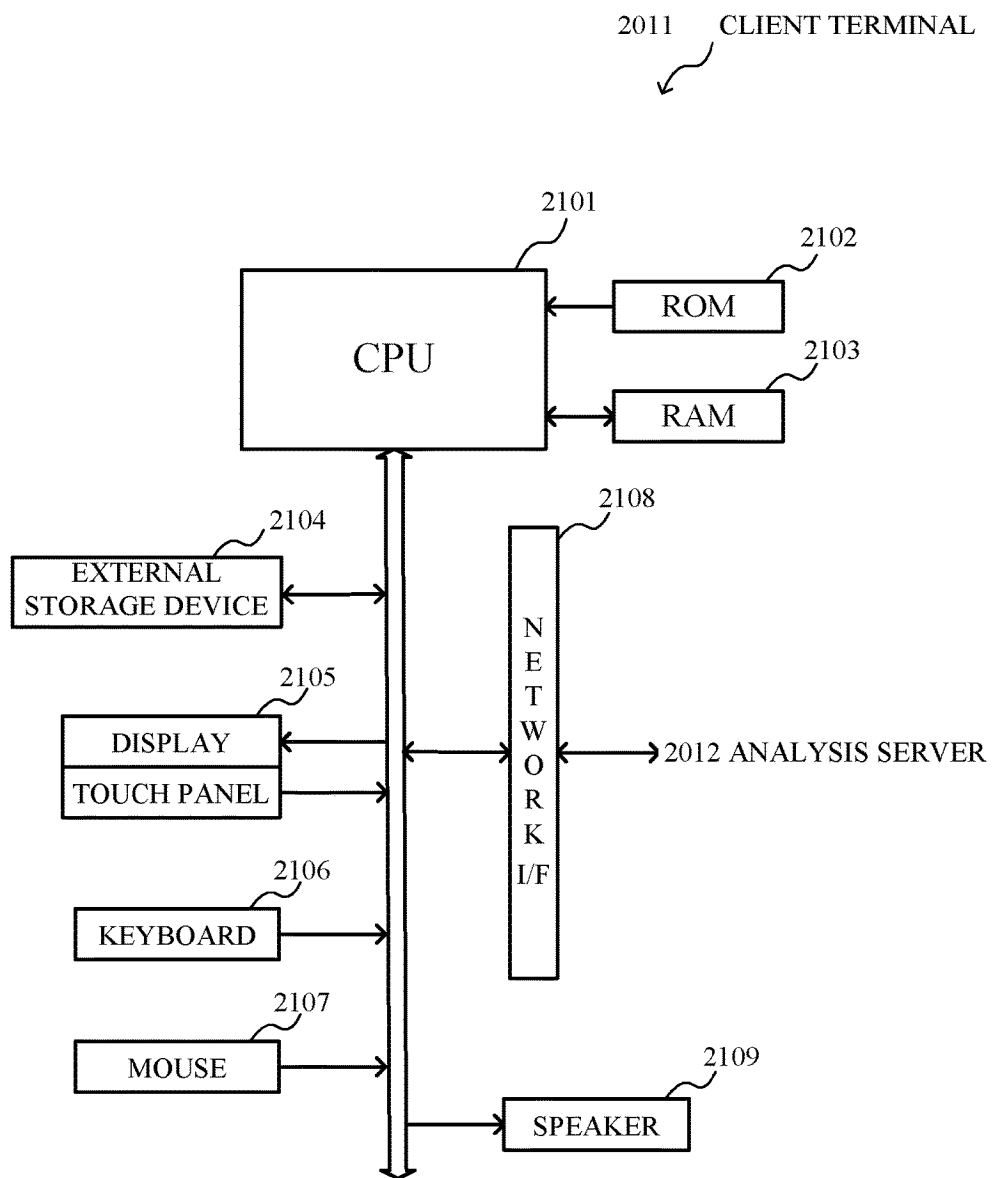 2011 CLIENT TERMINAL
2101
2102
CPU
ROM
2103
RAM
2104
2108
EXTERNAL
STORAGE DEVICE
NETWORK
I/F
2105
DISPLAY
TOUCH PANEL
2012 ANALYSIS SERVER
2106
KEYBOARD
2107
MOUSE
2109
SPEAKER